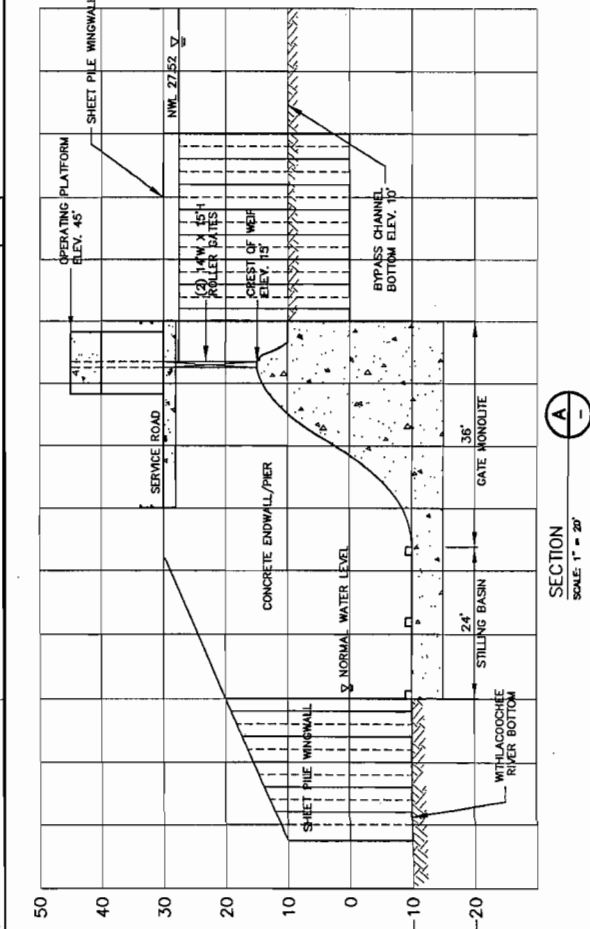 50
40
30
20
10
0
-10
-20
OPERATING PLATFORM
ELEV. 45'
SHEET PILE WINGWALL
NWL 27.52
SERVICE ROAD
(2) 14'W X 15'H
ROLLER GATES
CREST OF WEIR
ELEV. 15'
CONCRETE ENDWALL/PIER
NORMAL WATER LEVEL
SHEET PILE WINGWALL
BYPASS CHANNEL
BOTTOM ELEV. 10'
WITHLACOOCHEE
RIVER BOTTOM
24'
STILLING BASIN
36'
GATE MONOLITE
SECTION
SCALE: 1" = 20'
A
-